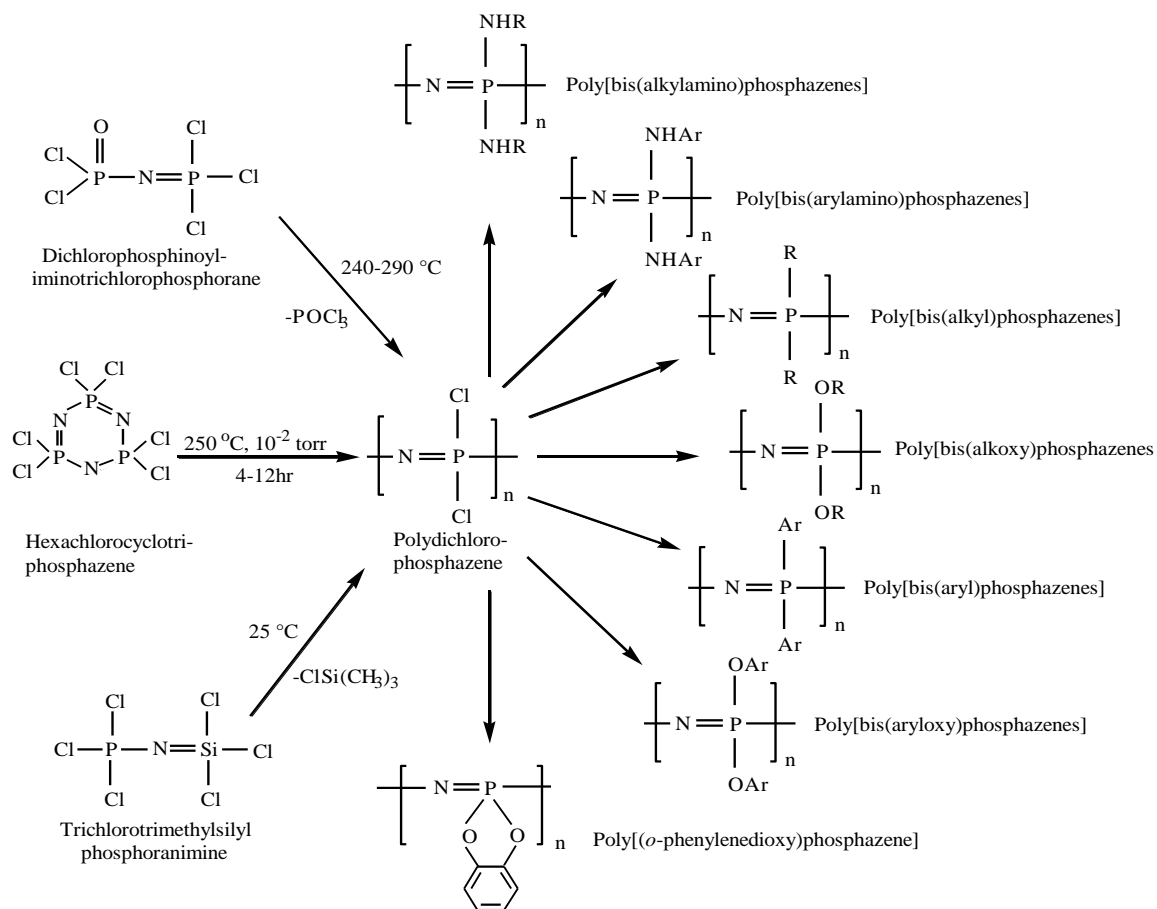 NHR
N
P
n
NHR
Poly[bis(alkylamino)phosphazenes]
O
Cl
Cl
P
N
P
Cl
Cl
Cl
Dichlorophosphinoyl-
iminotrichlorophosphorane
240-290 °C
-POCl3
NHAr
N
P
n
NHAr
Poly[bis(arylamino)phosphazenes]
R
N
P
n
R
Poly[bis(alkyl)phosphazenes]
Cl
Cl
P
N
N
Cl
Cl
P
N
P
Cl
Cl
Hexachlorocyclotri-
phosphazene
250 °C, 10-2 torr
4-12hr
Cl
N
P
n
Cl
Polydichloro-
phosphazene
OR
N
P
n
OR
Poly[bis(alkoxy)phosphazenes
Ar
N
P
n
Ar
Poly[bis(aryl)phosphazenes]
25 °C
-ClSi(CH3)3
Cl
Cl
Cl
P
N
Si
Cl
Cl
Cl
Trichlorotrimethylsilyl
phosphoranimine
OAr
N
P
n
OAr
Poly[bis(aryloxy)phosphazenes]
N
P
n
O
O
Poly[(o-phenylenedioxy)phosphazene]